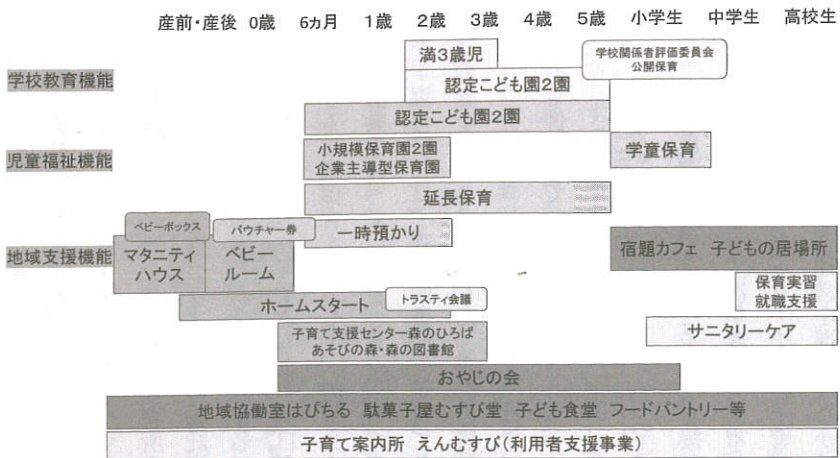 産前・産後 0歳 6ヵ月 1歳 2歳 3歳 4歳 5歳 小学生 中学生 高校生
学校教育機能
満3歳児
学校関係者評価委員会
公開保育
認定こども園2園
認定こども園2園
児童福祉機能
小規模保育園2園
企業主導型保育園
学童保育
延長保育
地域支援機能
ベビーボックス
バウチャー券
一時預かり
マタニティ
ハウス
ベビー
ルーム
宿題カフェ 子どもの居場所
保育実習
就職支援
ホームスタート
トラスティ会議
サニタリーケア
子育て支援センター森のひろば
あそびの森・森の図書館
おやじの会
地域協働室はぴちる 駄菓子屋むすび堂 子ども食堂 フードパントリー等
子育て案内所 えんむすび(利用者支援事業)